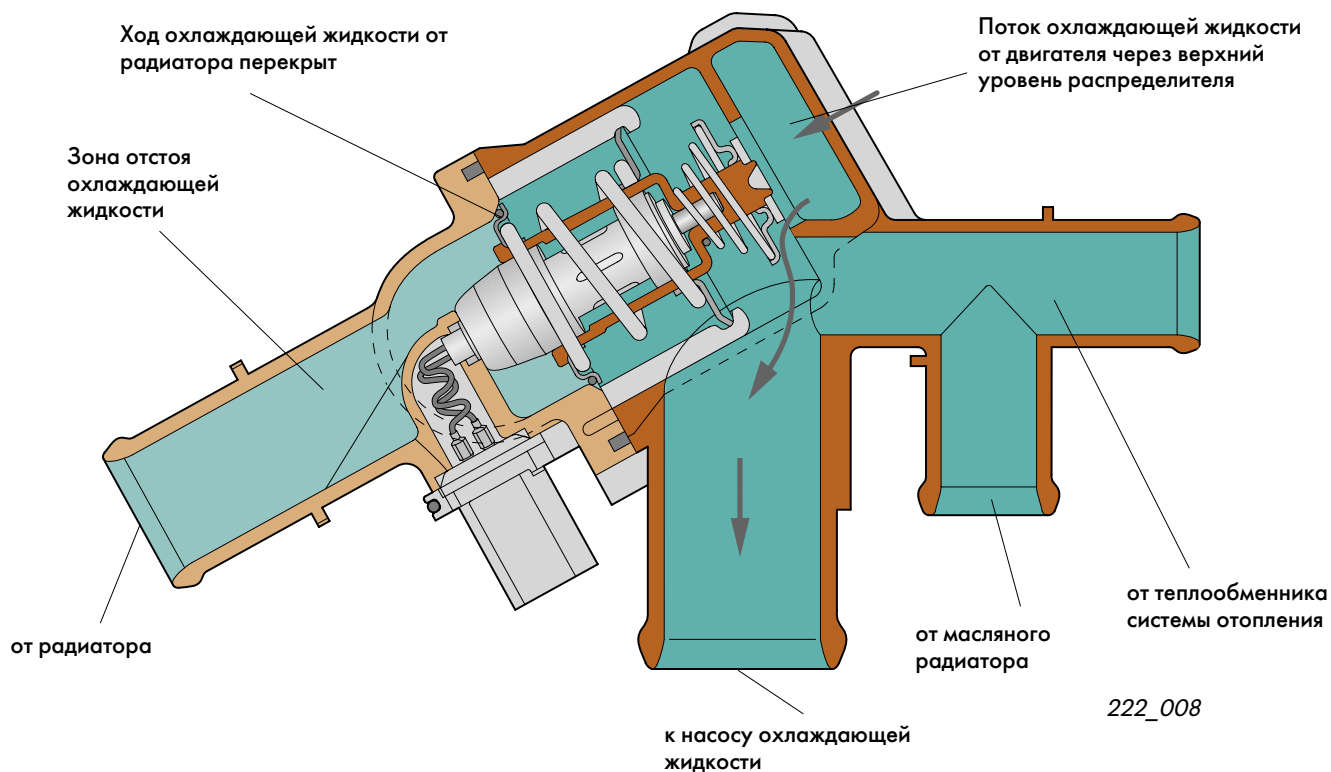 Ход охлаждающей жидкости от
радиатора перекрыт
Поток охлаждающей жидкости
от двигателя через верхний
уровень распределителя
Зона отстоя
охлаждающей
жидкости
от радиатора
от теплообменника
системы отопления
от масляного
радиатора
222_008
к насосу охлаждающей
жидкости